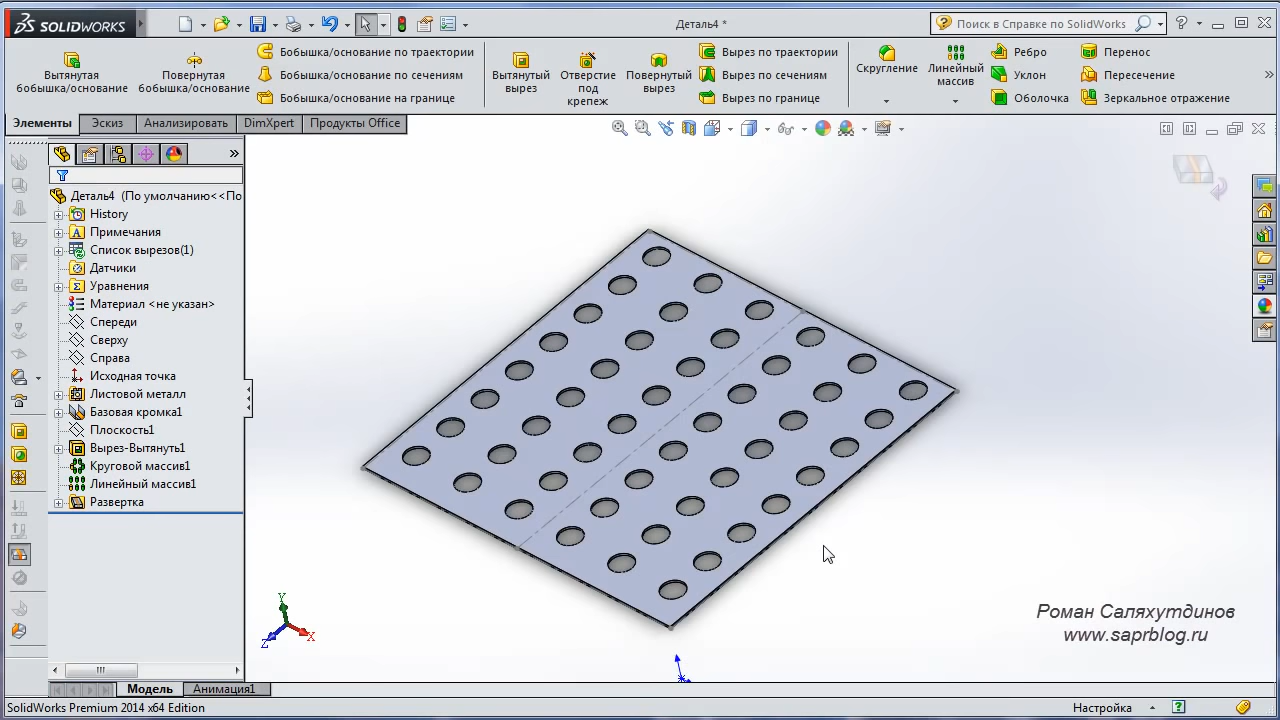 SOLIDWORKS
Деталь4 *
Поиск в Справке по SolidWorks
Вытянутая
бобышка/основание
Повернутая
бобышка/основание
Бобышка/основание по траектории
Бобышка/основание по сечениям
Бобышка/основание на границе
Вытянутый
вырез
Отверстие
под
крепеж
Повернутый
вырез
Вырез по траектории
Вырез по сечениям
Вырез по границе
Скругление
Линейный
массив
Ребро
Уклон
Оболочка
Перенос
Пересечение
Зеркальное отражение
Элементы
Эскиз
Анализировать
DimXpert
Продукты Office
Деталь4 (По умолчанию<<По
History
Примечания
Список вырезов(1)
Датчики
Уравнения
Материал <не указан>
Спереди
Сверху
Справа
Исходная точка
Листовой металл
Базовая кромка1
Плоскость1
Вырез-Вытянуть1
Круговой массив1
Линейный массив1
Развертка
Y
X
Z
Роман Саляхутдинов
www.saprblog.ru
Модель
Анимация1
SolidWorks Premium 2014 x64 Edition
Настройка